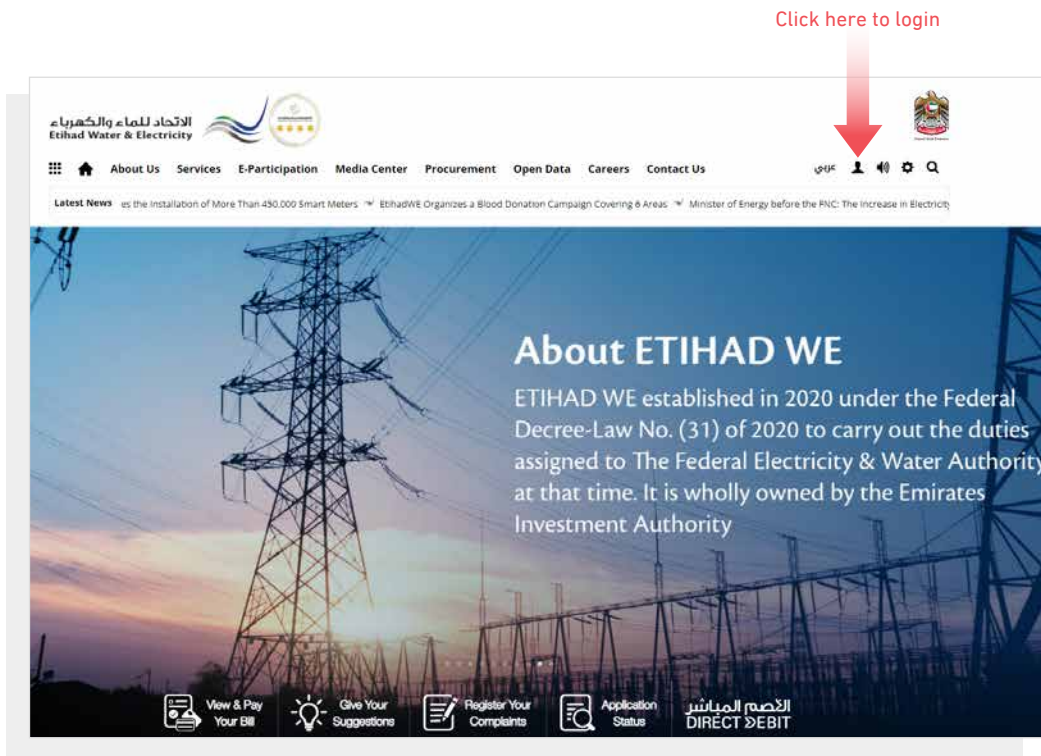 Click here to login
الاتحاد للماء والكهرباء
Etihad Water & Electricity
About Us Services E-Participation Media Center Procurement Open Data Careers Contact Us عربي
Latest News es the Installation of More Than 450,000 Smart Meters EtihadWE Organizes a Blood Donation Campaign Covering 6 Areas Minister of Energy before the FNC: The Increase in Electricity
About ETIHAD WE
ETIHAD WE established in 2020 under the Federal
Decree-Law No. (31) of 2020 to carry out the duties
assigned to The Federal Electricity & Water Authority
at that time. It is wholly owned by the Emirates
Investment Authority
View & Pay
Your Bill
Give Your
Suggestions
Register Your
Complaints
Application
Status
الخصم المباشر
DIRECT DEBIT